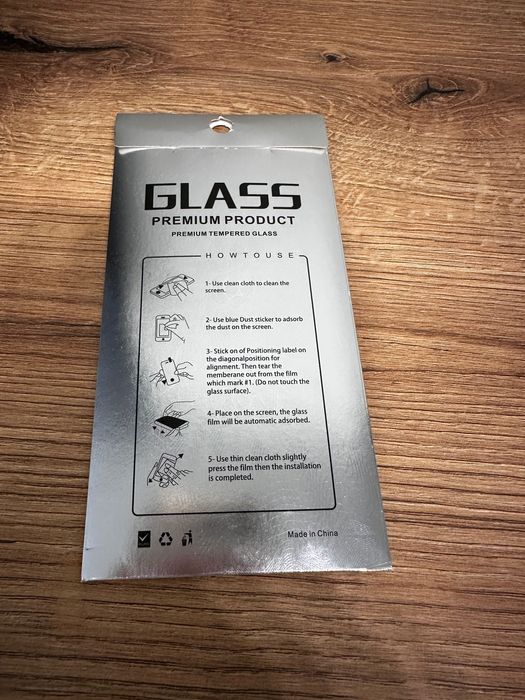 GLASS
PREMIUM PRODUCT
PREMIUM TEMPERED GLASS
HOWTOUSE
1- Use clean cloth to clean the
screen.
2- Use blue Dust sticker to adsorb
the dust on the screen.
3- Stick on of Positioning label on
the diagonalposition for
alignment. Then tear the
memberane out from the film
which mark #1. (Do not touch the
glass surface).
4- Place on the screen, the glass
film will be automatic adsorbed.
5- Use thin clean cloth slightly
press the film then the installation
is completed.
Made in China